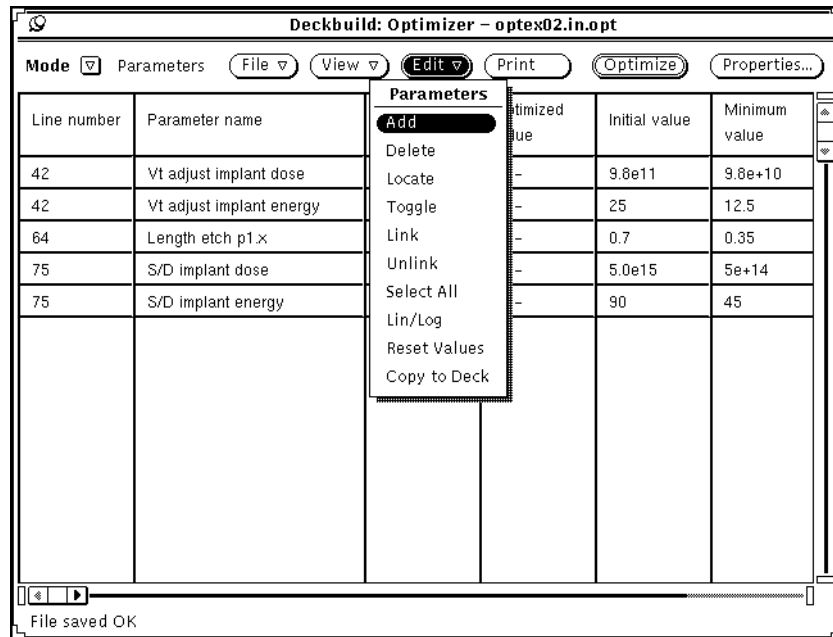 Deckbuild: Optimizer – optex02.in.opt
Mode Parameters File View Edit Print Optimize Properties...
Parameters
Add
Delete
Locate
Toggle
Link
Unlink
Select All
Lin/Log
Reset Values
Copy to Deck
Line number Parameter name Initial value Minimum
value
42 Vt adjust implant dose – 9.8e11 9.8e+10
42 Vt adjust implant energy – 25 12.5
64 Length etch p1.x – 0.7 0.35
75 S/D implant dose – 5.0e15 5e+14
75 S/D implant energy – 90 45
File saved OK